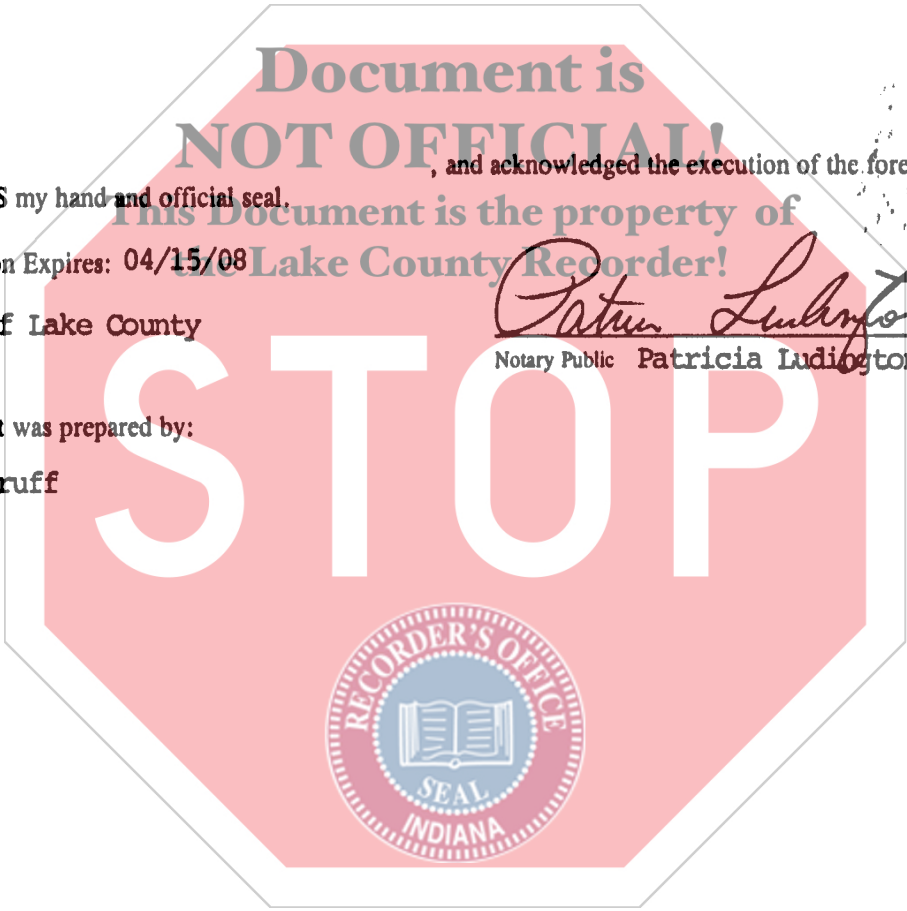 Document is
NOT OFFICIAL!
, and acknowledged the execution of the fore
S my hand and official seal.
This Document is the property of
n Expires: 04/15/08
the Lake County Recorder!
f Lake County
Notary Public Patricia Ludington
t was prepared by:
ruff
STOP
RECORDER'S OFFICE
SEAL
INDIANA